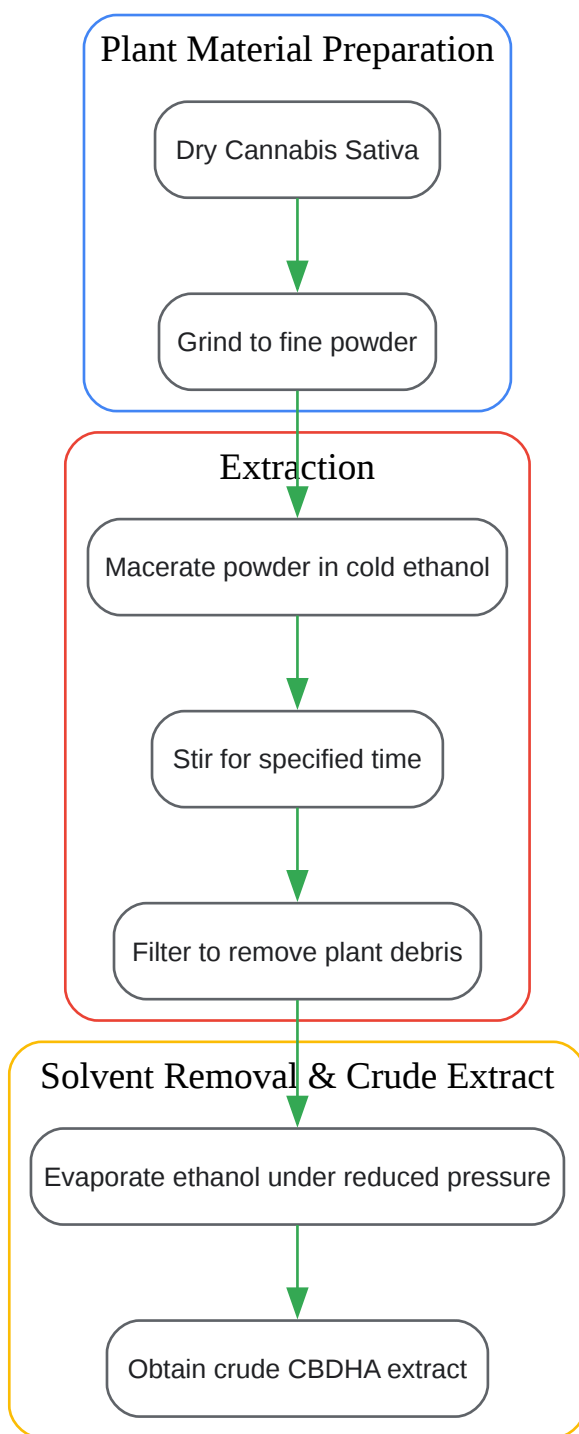 Plant Material Preparation
Dry Cannabis Sativa
Grind to fine powder
Extraction
Macerate powder in cold ethanol
Stir for specified time
Filter to remove plant debris
Solvent Removal & Crude Extract
Evaporate ethanol under reduced pressure
Obtain crude CBDHA extract